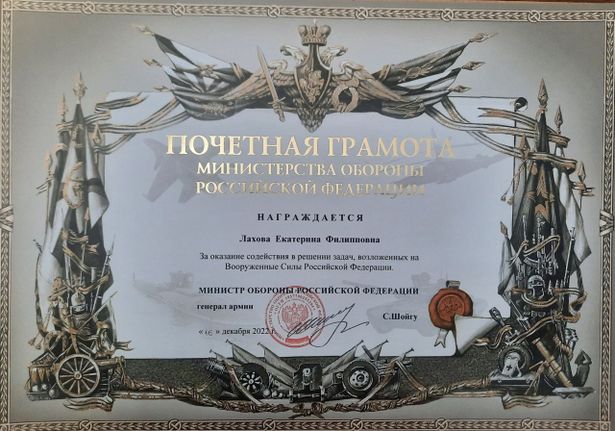 ПОЧЕТНАЯ ГРАМОТА
МИНИСТЕРСТВА ОБОРОНЫ
РОССИЙСКОЙ ФЕДЕРАЦИИ
НАГРАЖДАЕТСЯ
Лахова Екатерина Филипповна
За оказание содействия в решении задач, возложенных на
Вооруженные Силы Российской Федерации.
МИНИСТР ОБОРОНЫ РОССИЙСКОЙ ФЕДЕРАЦИИ
генерал армии
С.Шойгу
« » декабря 2022 г.